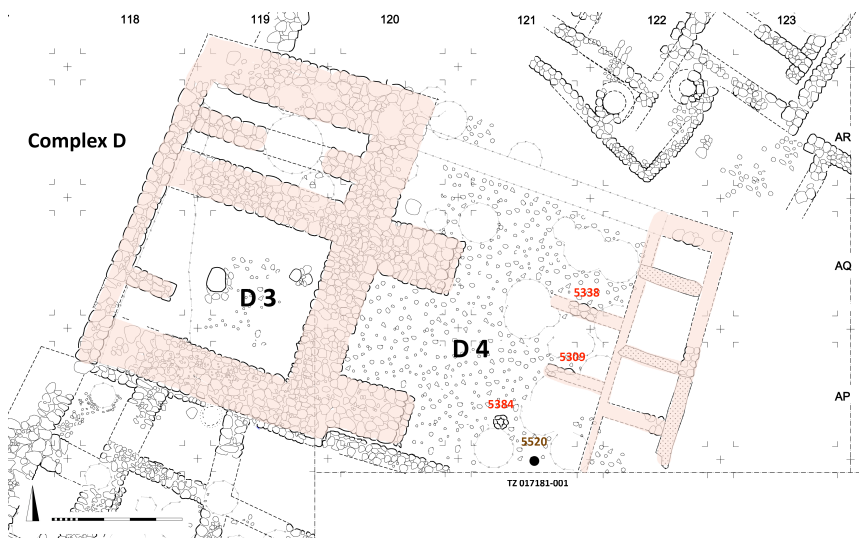 118 119 120 121 122 123
Complex D
AR
AQ
5338
D 3
D 4
5309
AP
5384
5520
TZ 017181-001